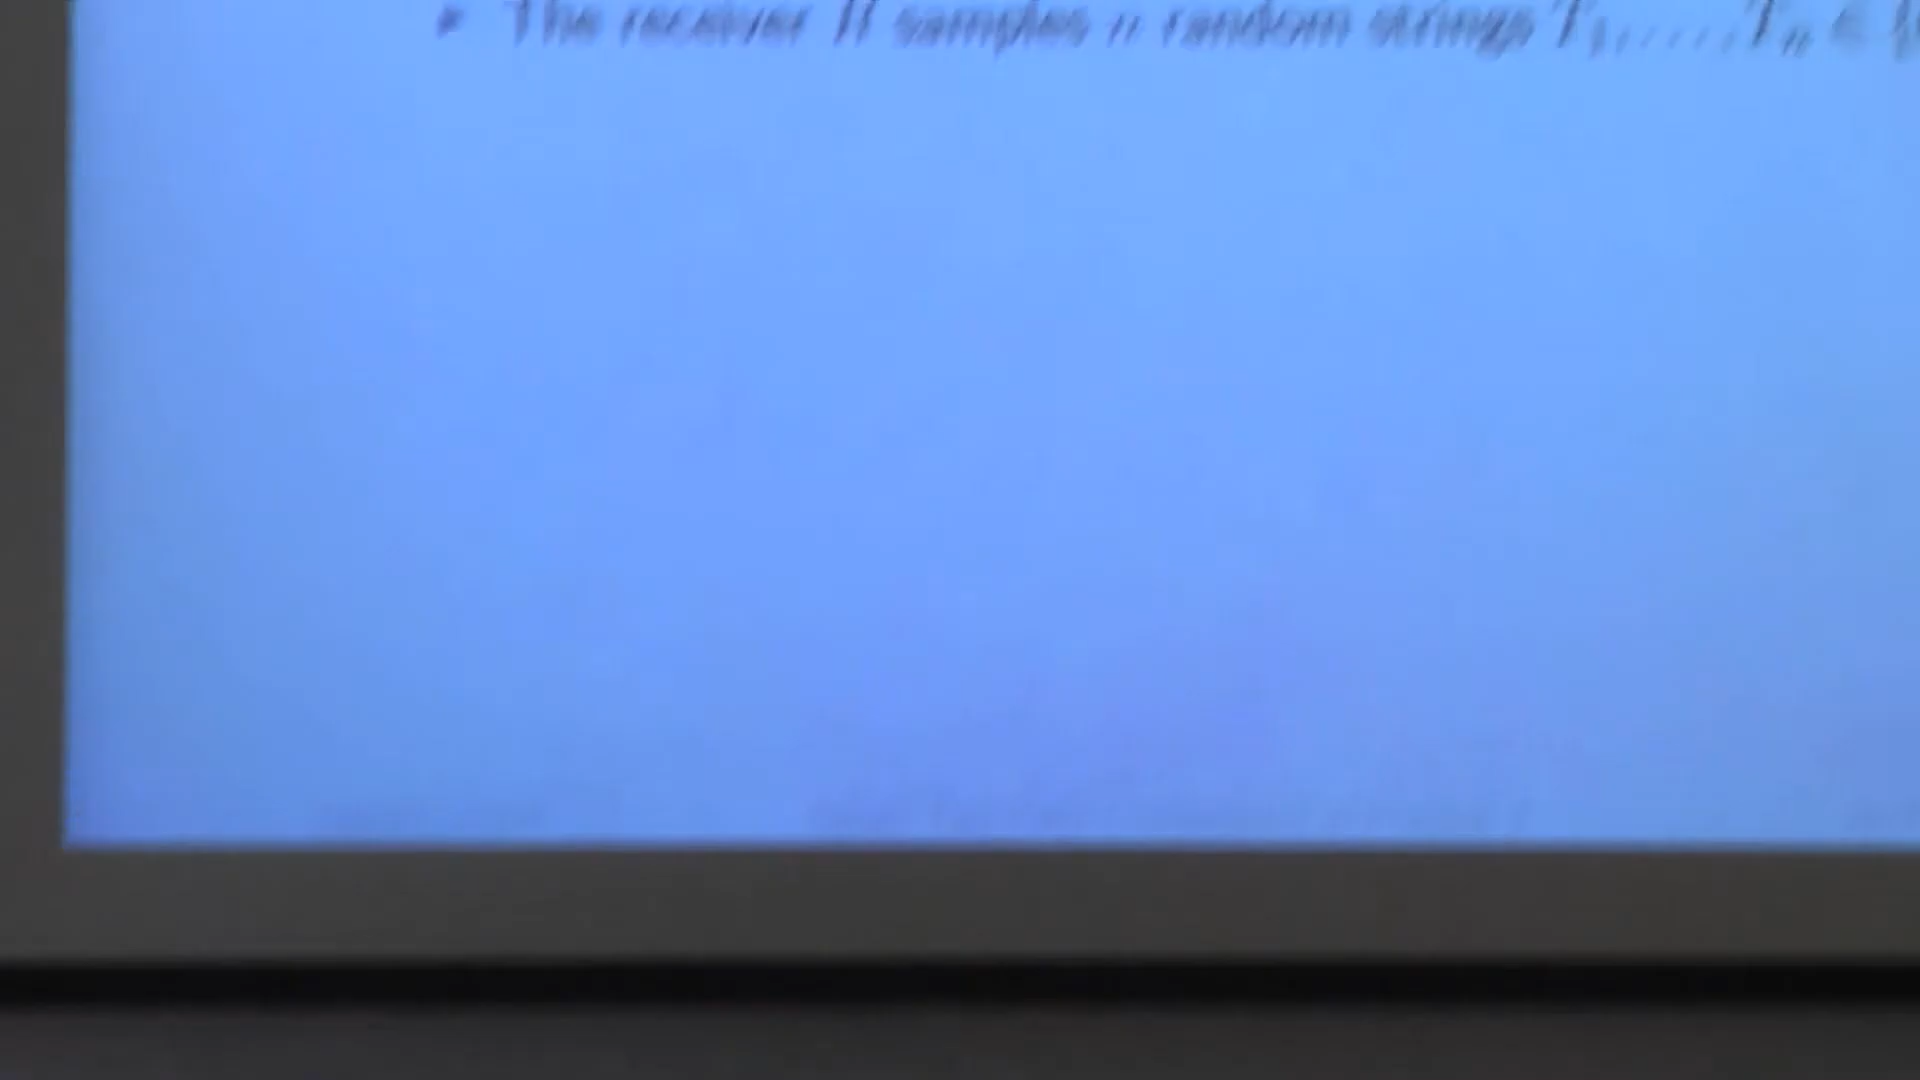 The receiver R samples n random strings T₁, . . . , Tₙ ∈ {